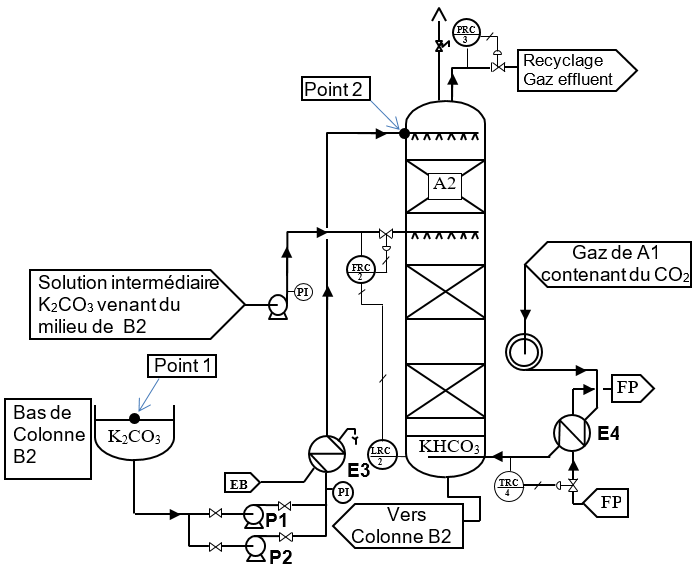 PRC
3
Recyclage
Gaz effluent
Point 2
A2
Gaz de A1
contenant du CO2
FRC
2
Solution intermédiaire
K2CO3 venant du
milieu de B2
PI
Point 1
FP
Bas de
Colonne
B2
K2CO3
E4
KHCO3
LRC
2
E3
EB
PI
TRC
4
FP
P1
Vers
Colonne B2
P2